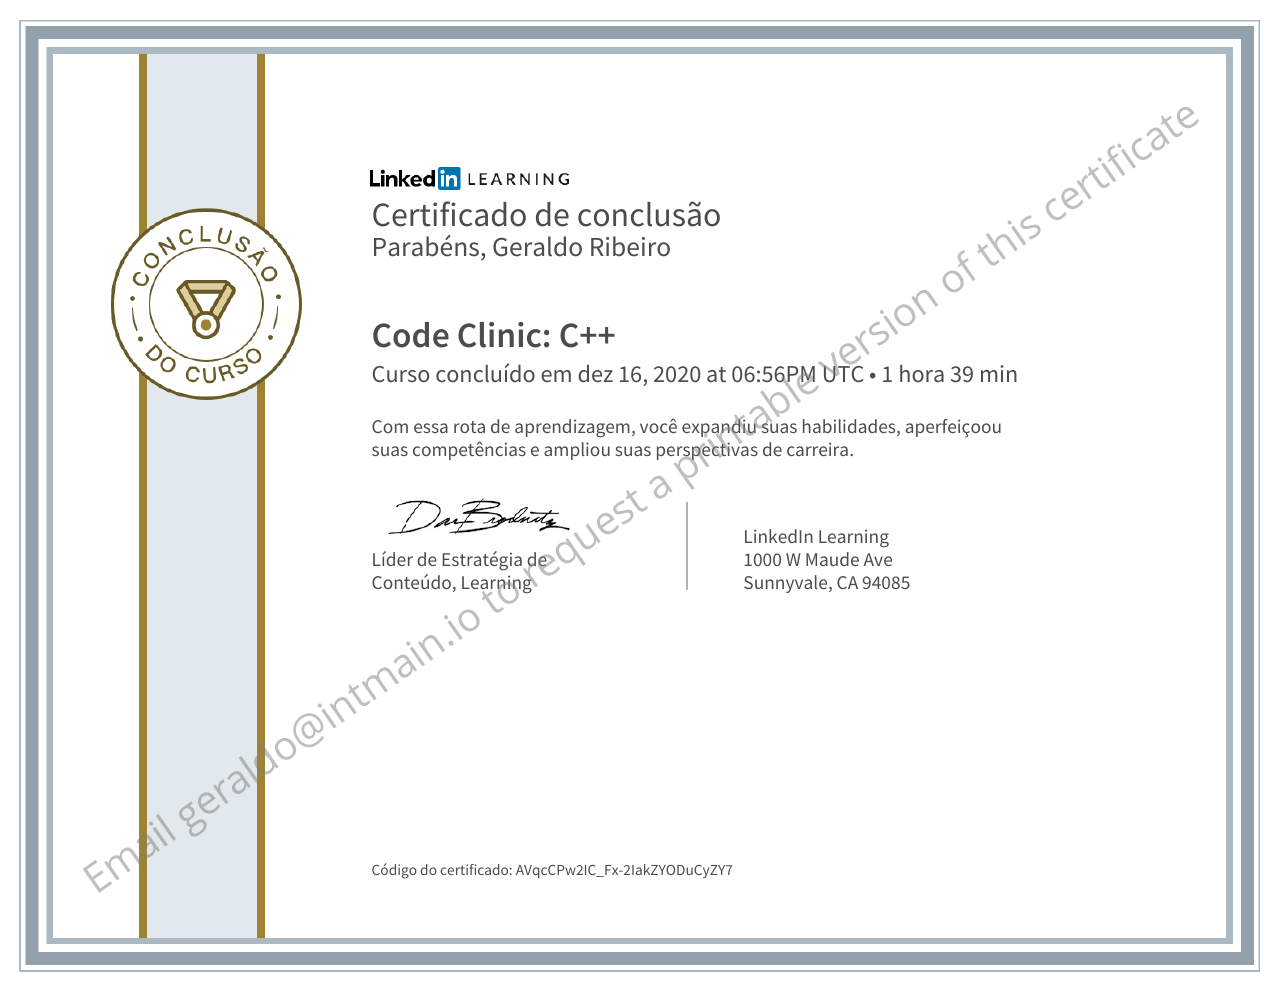 LinkedIn LEARNING
Certificado de conclusão
Parabéns, Geraldo Ribeiro
CONCLUSÃO
DO CURSO
Code Clinic: C++
Curso concluído em dez 16, 2020 at 06:56PM UTC • 1 hora 39 min
Com essa rota de aprendizagem, você expandiu suas habilidades, aperfeiçoou
suas competências e ampliou suas perspectivas de carreira.
Líder de Estratégia de
Conteúdo, Learning
LinkedIn Learning
1000 W Maude Ave
Sunnyvale, CA 94085
Email geraldo@intmain.io to request a printable version of this certificate
Código do certificado: AVqcCPw2IC_Fx-2IakZYODuCyZY7